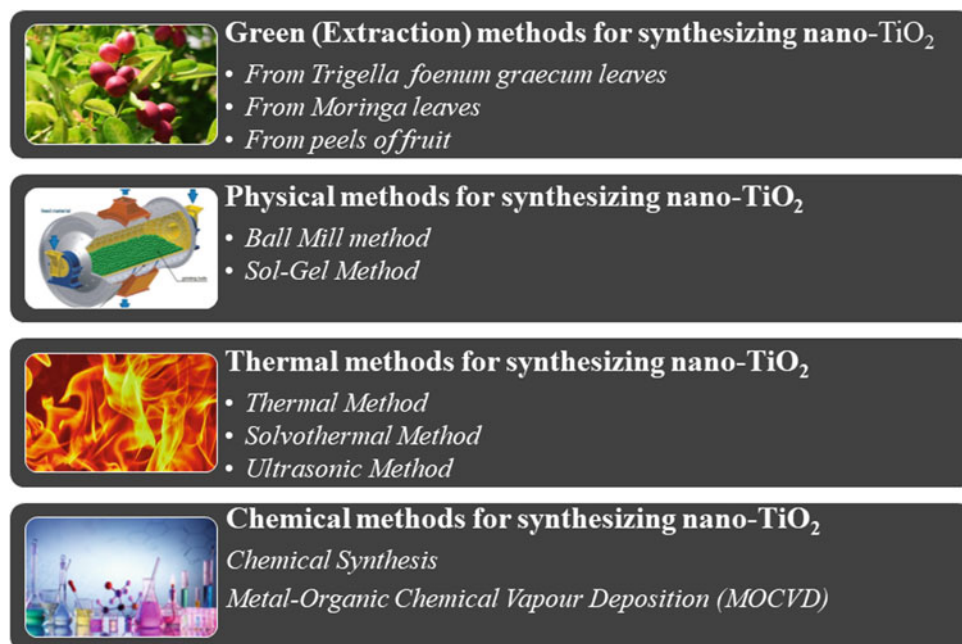 Green (Extraction) methods for synthesizing nano-TiO₂
• From Trigella foenum graecum leaves
• From Moringa leaves
• From peels of fruit
Physical methods for synthesizing nano-TiO₂
• Ball Mill method
• Sol-Gel Method
Thermal methods for synthesizing nano-TiO₂
• Thermal Method
• Solvothermal Method
• Ultrasonic Method
Chemical methods for synthesizing nano-TiO₂
Chemical Synthesis
Metal-Organic Chemical Vapour Deposition (MOCVD)